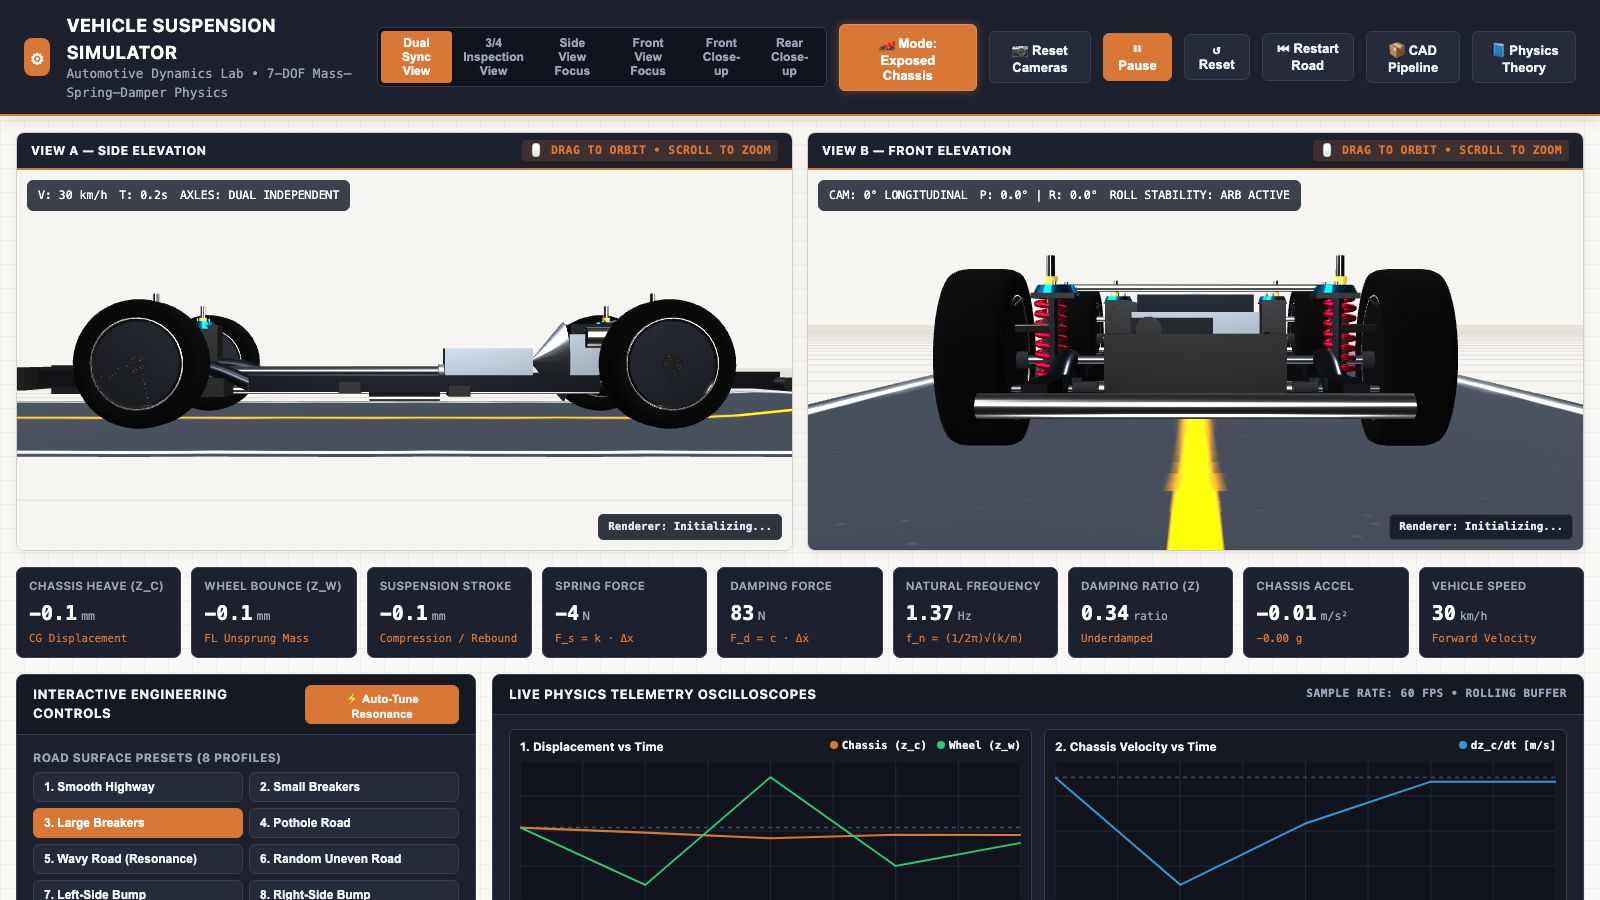 VEHICLE SUSPENSION
SIMULATOR
Automotive Dynamics Lab • 7-DOF Mass–
Spring–Damper Physics
Dual
Sync
View
3/4
Inspection
View
Side
View
Focus
Front
View
Focus
Front
Close-
up
Rear
Close-
up
Mode:
Exposed
Chassis
Reset
Cameras
Pause
Reset
Restart
Road
CAD
Pipeline
Physics
Theory
VIEW A — SIDE ELEVATION
DRAG TO ORBIT • SCROLL TO ZOOM
V: 30 km/h T: 0.2s AXLES: DUAL INDEPENDENT
Renderer: Initializing...
VIEW B — FRONT ELEVATION
DRAG TO ORBIT • SCROLL TO ZOOM
CAM: 0° LONGITUDINAL P: 0.0° | R: 0.0° ROLL STABILITY: ARB ACTIVE
Renderer: Initializing...
CHASSIS HEAVE (Z_C)
−0.1 mm
CG Displacement
WHEEL BOUNCE (Z_W)
−0.1 mm
FL Unsprung Mass
SUSPENSION STROKE
−0.1 mm
Compression / Rebound
SPRING FORCE
−4 N
F_s = k · Δx
DAMPING FORCE
83 N
F_d = c · Δẋ
NATURAL FREQUENCY
1.37 Hz
f_n = (1/2π)√(k/m)
DAMPING RATIO (Ζ)
0.34 ratio
Underdamped
CHASSIS ACCEL
−0.01 m/s²
−0.00 g
VEHICLE SPEED
30 km/h
Forward Velocity
INTERACTIVE ENGINEERING
CONTROLS
⚡ Auto-Tune
Resonance
ROAD SURFACE PRESETS (8 PROFILES)
1. Smooth Highway
2. Small Breakers
3. Large Breakers
4. Pothole Road
5. Wavy Road (Resonance)
6. Random Uneven Road
7. Left-Side Bump
8. Right-Side Bump
LIVE PHYSICS TELEMETRY OSCILLOSCOPES
SAMPLE RATE: 60 FPS • ROLLING BUFFER
1. Displacement vs Time
Chassis (z_c)
Wheel (z_w)
2. Chassis Velocity vs Time
dz_c/dt [m/s]